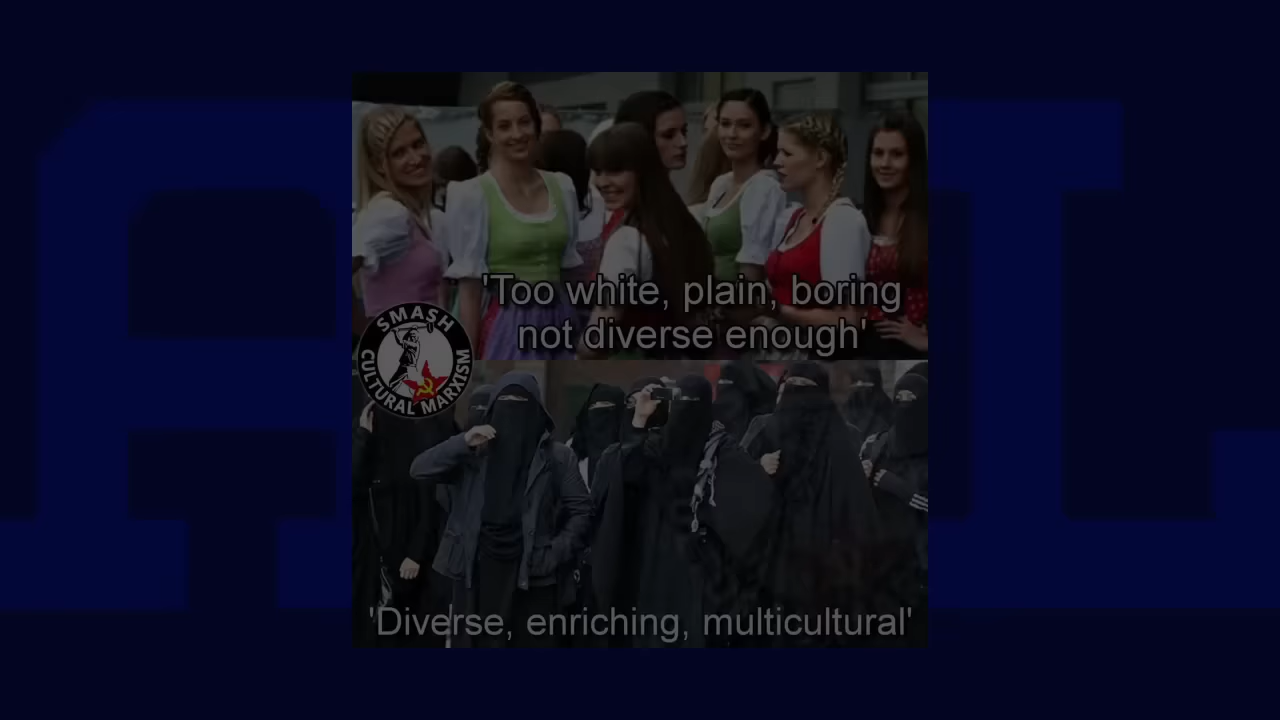 'Too white, plain, boring
not diverse enough'
SMASH
CULTURAL MARXISM
'Diverse, enriching, multicultural'